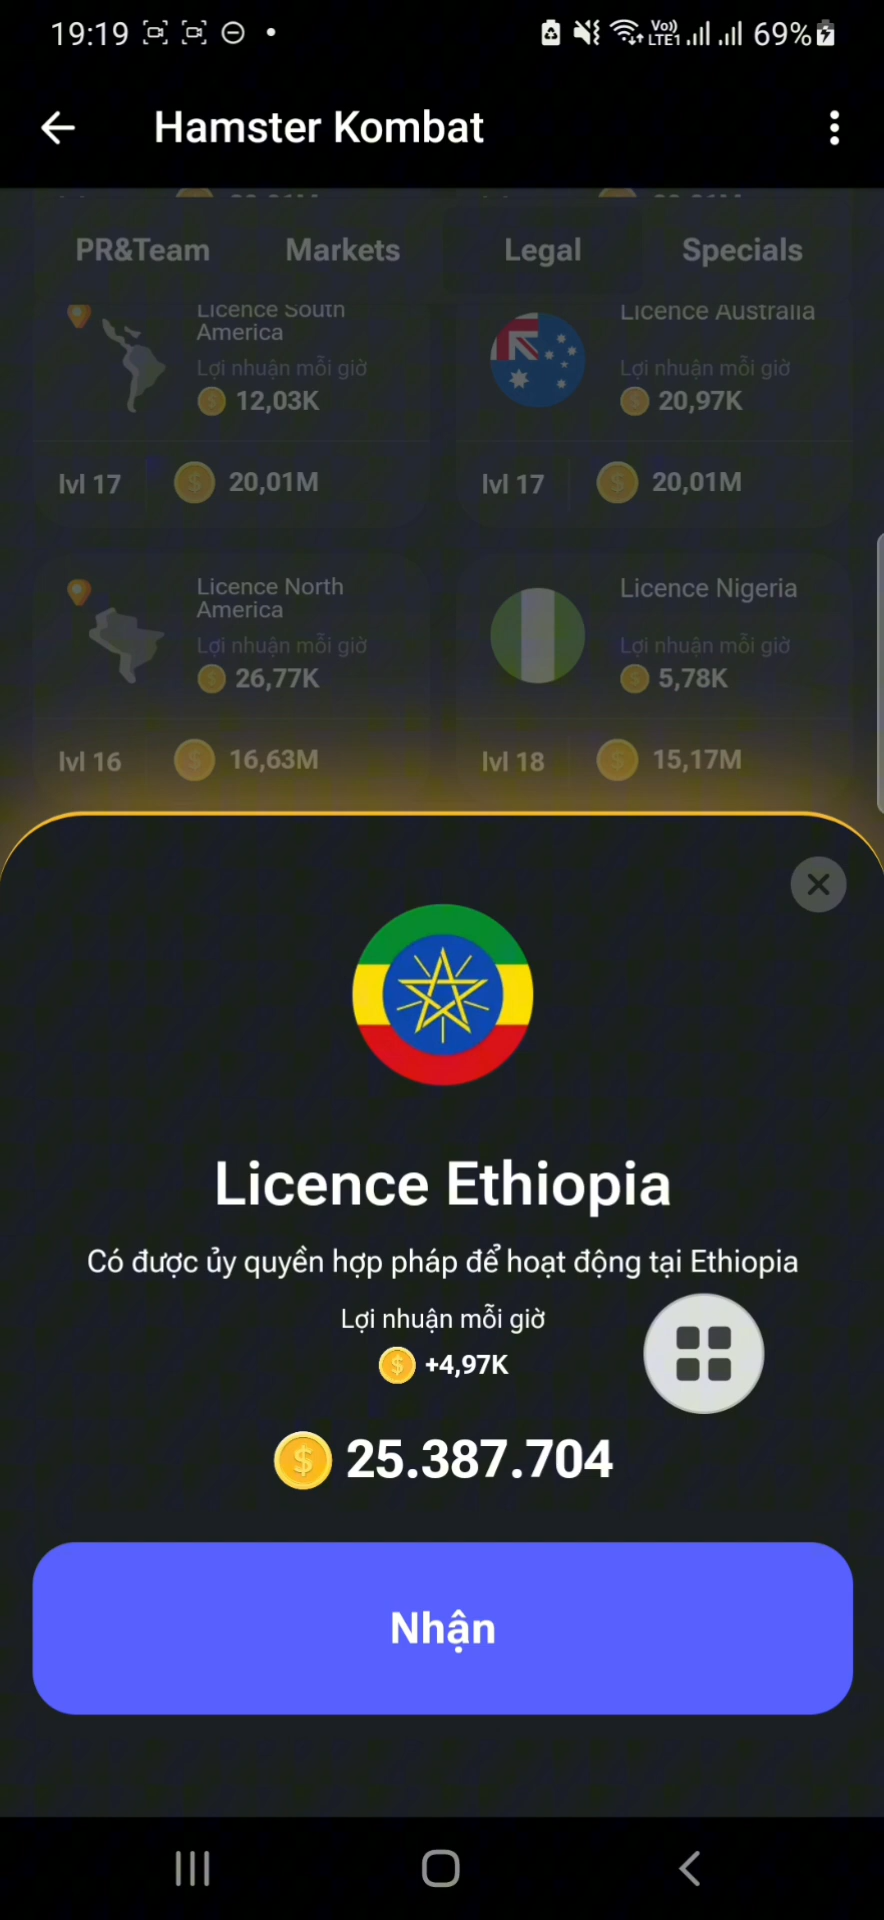 19:19 69%
Vo)) LTE1
Hamster Kombat
PR&Team Markets Legal Specials
Licence South America
Lợi nhuận mỗi giờ
12,03K
lvl 17 20,01M
Licence Australia
Lợi nhuận mỗi giờ
20,97K
lvl 17 20,01M
Licence North America
Lợi nhuận mỗi giờ
26,77K
lvl 16 16,63M
Licence Nigeria
Lợi nhuận mỗi giờ
5,78K
lvl 18 15,17M
Licence Ethiopia
Có được ủy quyền hợp pháp để hoạt động tại Ethiopia
Lợi nhuận mỗi giờ
+4,97K
25.387.704
Nhận